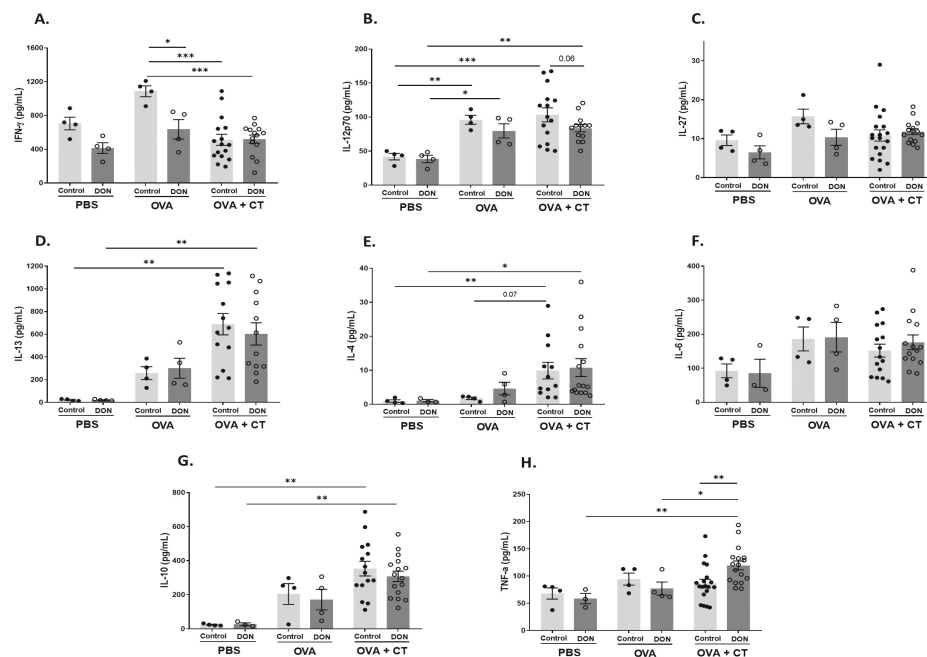 A.
IFN-γ (pg/mL)
1600
1200
800
400
0
*
***
***
Control DON Control DON Control DON
PBS OVA OVA + CT
B.
IL-12p70 (pg/mL)
200
150
100
50
0
**
*** 0.06
**
*
Control DON Control DON Control DON
PBS OVA OVA + CT
C.
IL-27 (pg/mL)
30
20
10
0
Control DON Control DON Control DON
PBS OVA OVA + CT
D.
IL-13 (pg/mL)
1200
1000
800
600
400
200
0
**
**
Control DON Control DON Control DON
PBS OVA OVA + CT
E.
IL-4 (pg/mL)
40
30
20
10
0
*
**
0.07
Control DON Control DON Control DON
PBS OVA OVA + CT
F.
IL-6 (pg/mL)
500
400
300
200
100
0
Control DON Control DON Control DON
PBS OVA OVA + CT
G.
IL-10 (pg/mL)
800
600
400
200
0
**
**
Control DON Control DON Control DON
PBS OVA OVA + CT
H.
TNF-a (pg/mL)
250
200
150
100
50
0
**
*
**
Control DON Control DON Control DON
PBS OVA OVA + CT